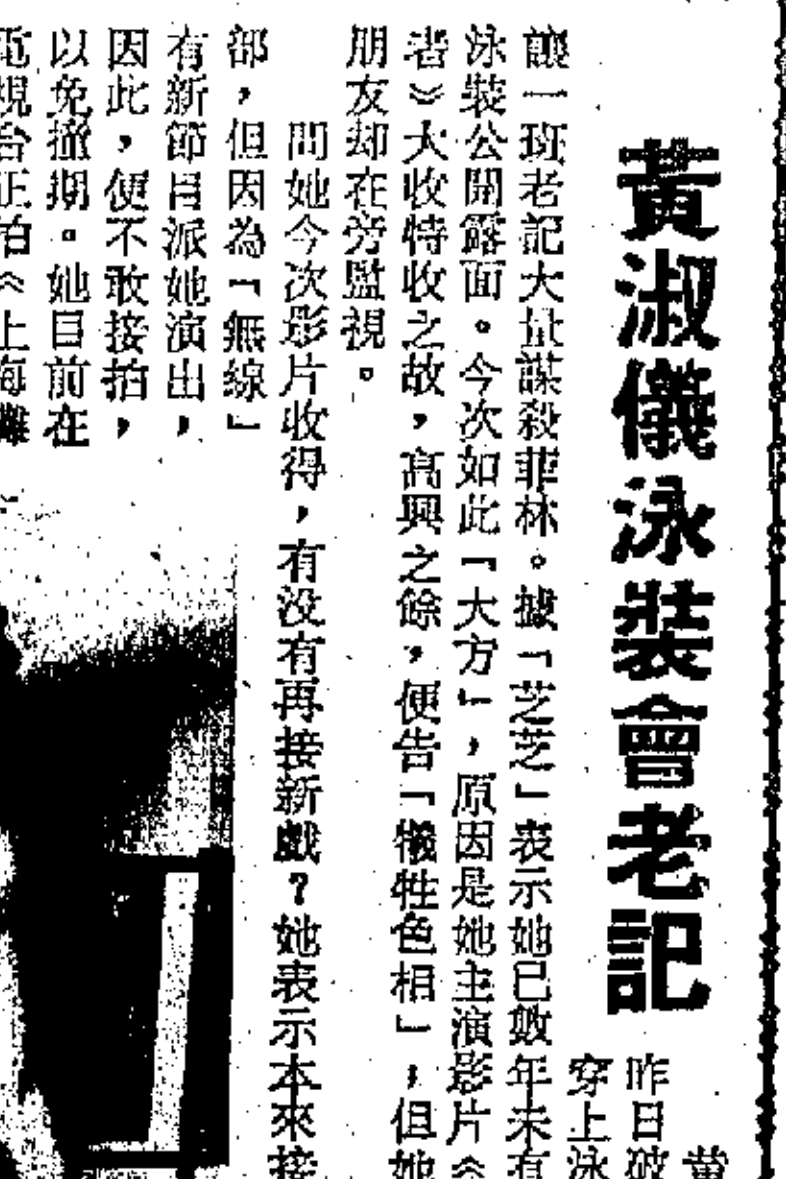 黃淑儀泳裝會老記
黃
昨日破
穿上泳
讓一班老記大量謀殺菲林。據「芝芝」表示她已數年未有
泳裝公開露面。今次如此「大方」，原因是她主演影片《
者》大收特收之故，高興之餘，便告「犧牲色相」，但她
朋友却在旁監視。
問她今次影片收得，有没有再接新戲？她表示本來接
部，但因為「無線」
有新節目派她演出，
因此，便不敢接拍，
以免撞期。她目前在
電視台正拍《上海灘